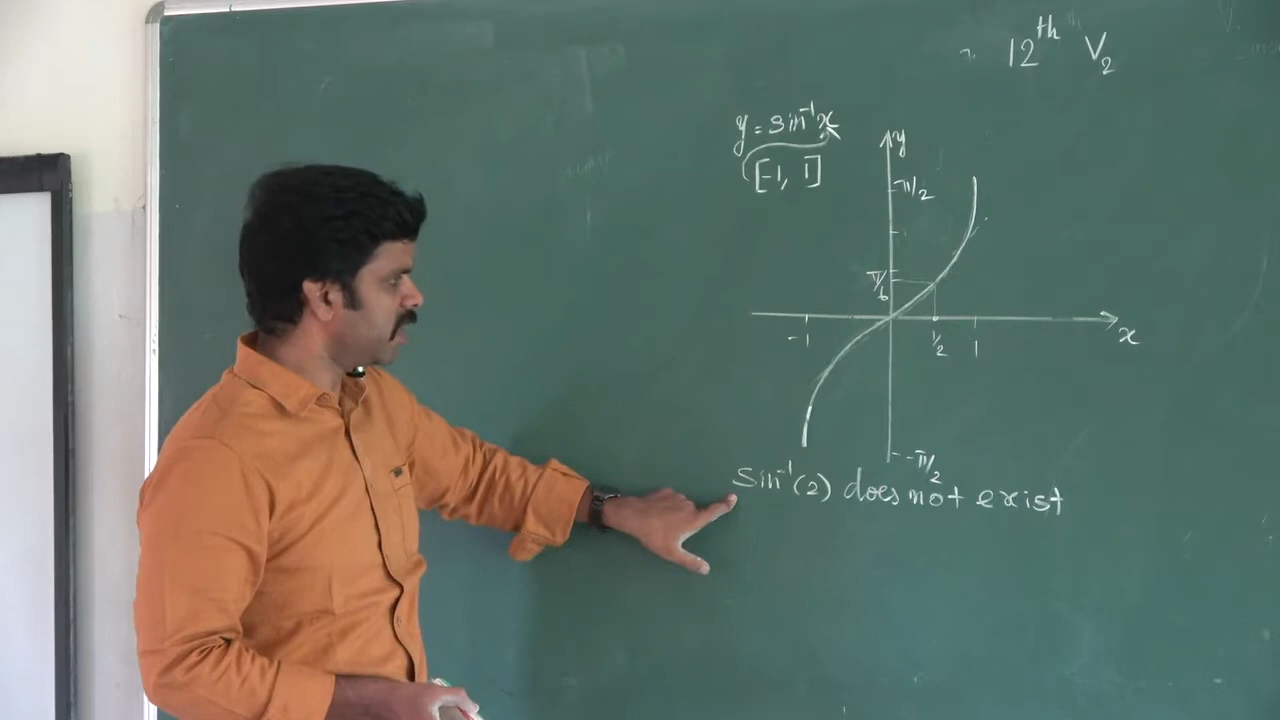 12th V2
y = sin⁻¹x
[-1, 1]
y
π/2
π/6
-1
1/2
1
x
-π/2
Sin⁻¹(2) does not exist